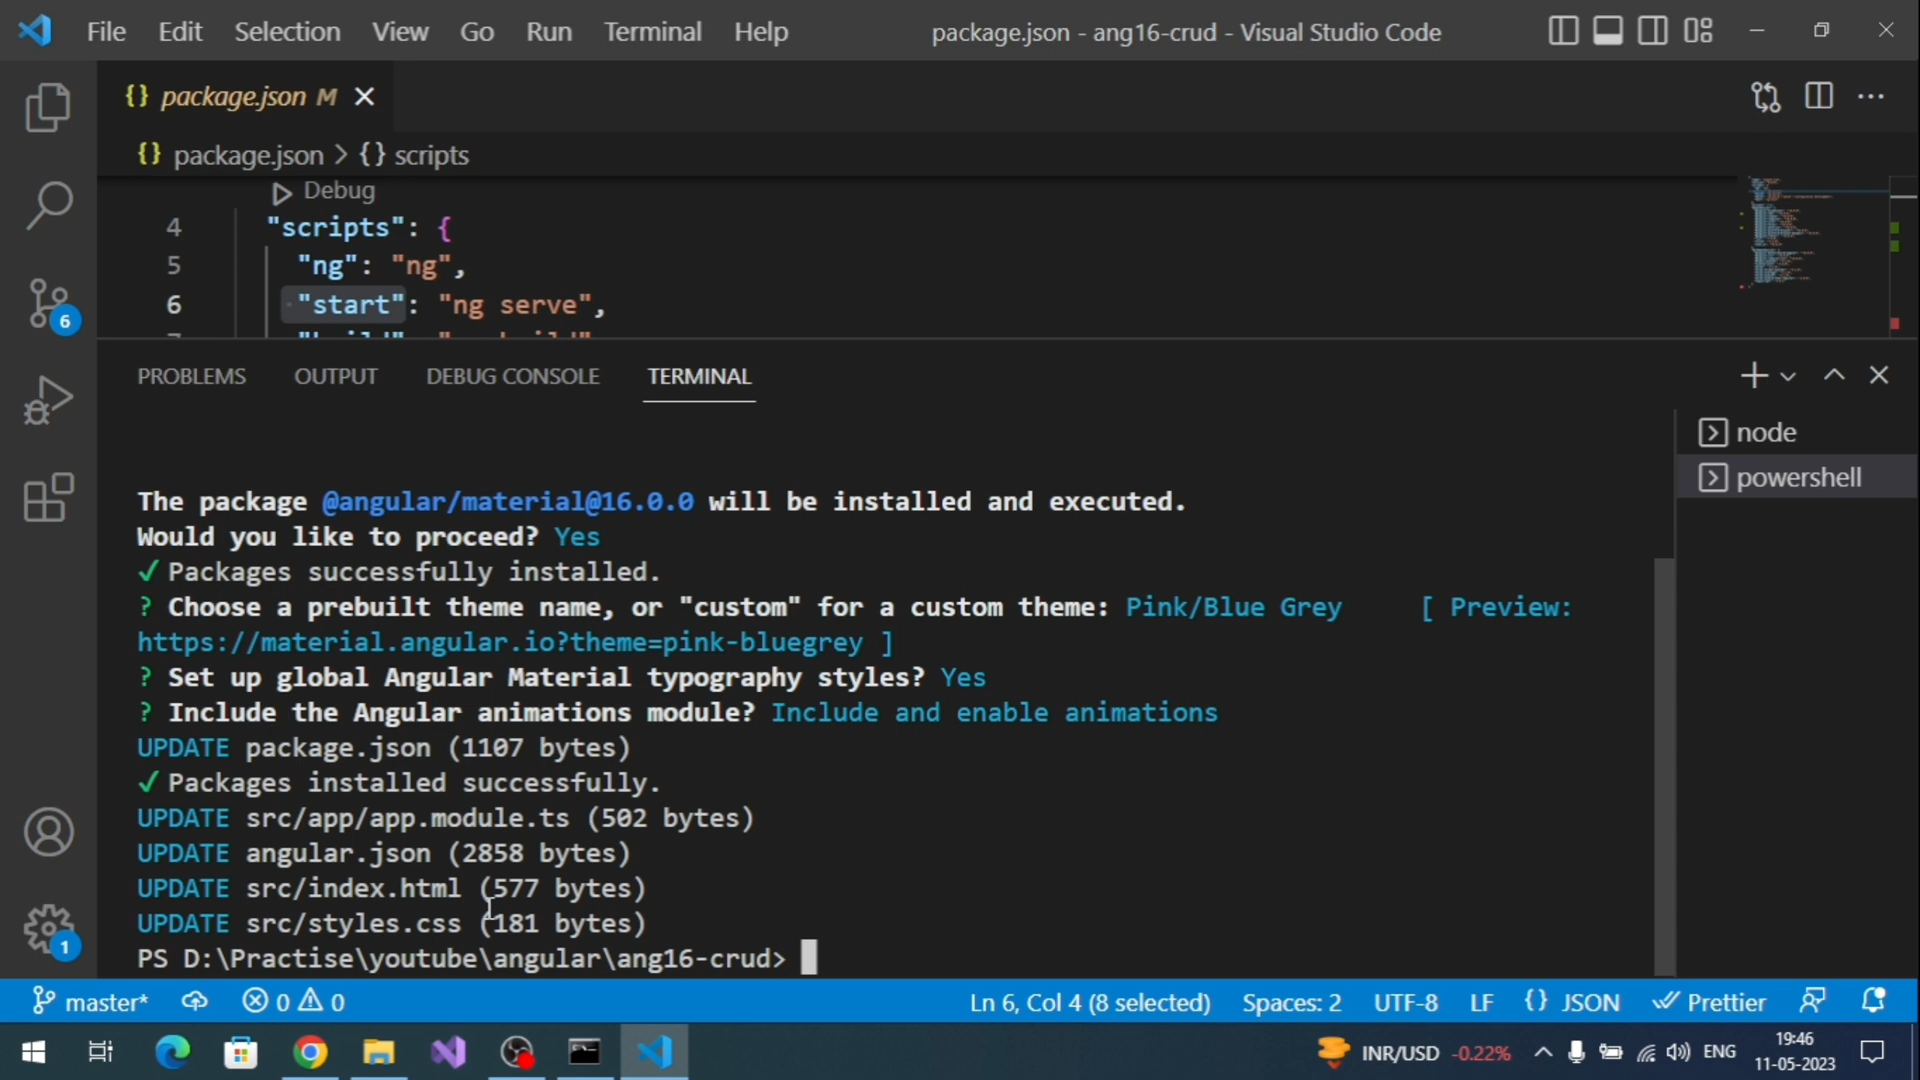 File Edit Selection View Go Run Terminal Help package.json - ang16-crud - Visual Studio Code
{} package.json M
{} package.json > {} scripts
Debug
4 "scripts": {
5 "ng": "ng",
6 "start": "ng serve",
PROBLEMS OUTPUT DEBUG CONSOLE TERMINAL
node
powershell
The package @angular/material@16.0.0 will be installed and executed.
Would you like to proceed? Yes
✓ Packages successfully installed.
? Choose a prebuilt theme name, or "custom" for a custom theme: Pink/Blue Grey [ Preview:
https://material.angular.io?theme=pink-bluegrey ]
? Set up global Angular Material typography styles? Yes
? Include the Angular animations module? Include and enable animations
UPDATE package.json (1107 bytes)
✓ Packages installed successfully.
UPDATE src/app/app.module.ts (502 bytes)
UPDATE angular.json (2858 bytes)
UPDATE src/index.html (577 bytes)
UPDATE src/styles.css (181 bytes)
PS D:\Practise\youtube\angular\ang16-crud>
6
1
master* 0 0 Ln 6, Col 4 (8 selected) Spaces: 2 UTF-8 LF {} JSON Prettier
INR/USD -0.22% ENG 19:46
11-05-2023